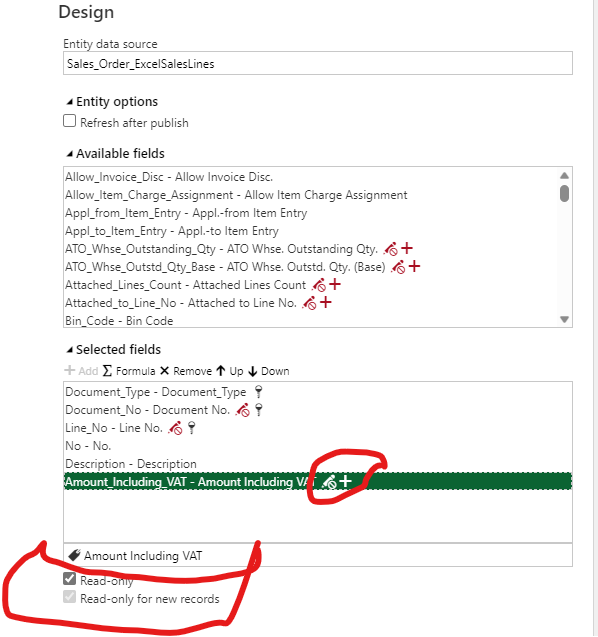 Design
Entity data source
Sales_Order_ExcelSalesLines
Entity options
Refresh after publish
Available fields
Allow_Invoice_Disc - Allow Invoice Disc.
Allow_Item_Charge_Assignment - Allow Item Charge Assignment
Appl_from_Item_Entry - Appl.-from Item Entry
Appl_to_Item_Entry - Appl.-to Item Entry
ATO_Whse_Outstanding_Qty - ATO Whse. Outstanding Qty.
ATO_Whse_Outstd_Qty_Base - ATO Whse. Outstd. Qty. (Base)
Attached_Lines_Count - Attached Lines Count
Attached_to_Line_No - Attached to Line No.
Bin_Code - Bin Code
Selected fields
Add Σ Formula Remove Up Down
Document_Type - Document_Type
Document_No - Document No.
Line_No - Line No.
No - No.
Description - Description
Amount_Including_VAT - Amount Including VAT
Amount Including VAT
Read-only
Read-only for new records